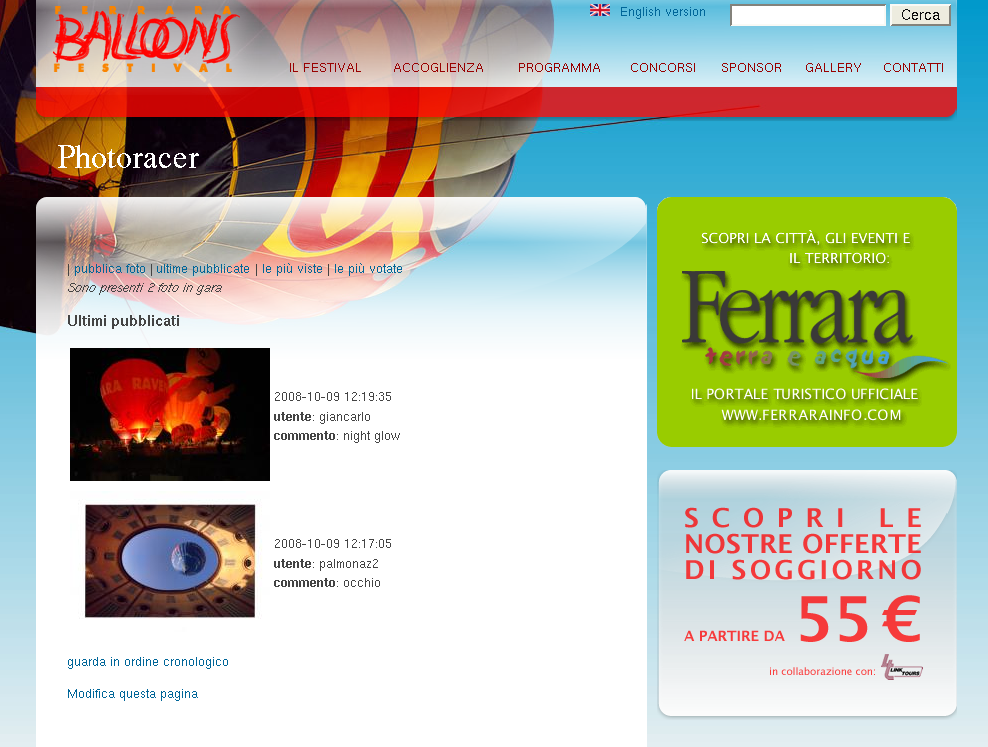 FERRARA
BALLOONS
FESTIVAL
English version
Cerca
IL FESTIVAL ACCOGLIENZA PROGRAMMA CONCORSI SPONSOR GALLERY CONTATTI
Photoracer
| pubblica foto | ultime pubblicate | le più viste | le più votate
Sono presenti 2 foto in gara
Ultimi pubblicati
2008-10-09 12:19:35
utente: giancarlo
commento: night glow
2008-10-09 12:17:05
utente: palmonaz2
commento: occhio
guarda in ordine cronologico
Modifica questa pagina
SCOPRI LA CITTÀ, GLI EVENTI E
IL TERRITORIO:
Ferrara
terra e acqua
IL PORTALE TURISTICO UFFICIALE
WWW.FERRARAINFO.COM
SCOPRI LE
NOSTRE OFFERTE
DI SOGGIORNO
A PARTIRE DA 55 €
in collaborazione con: LINK TOURS